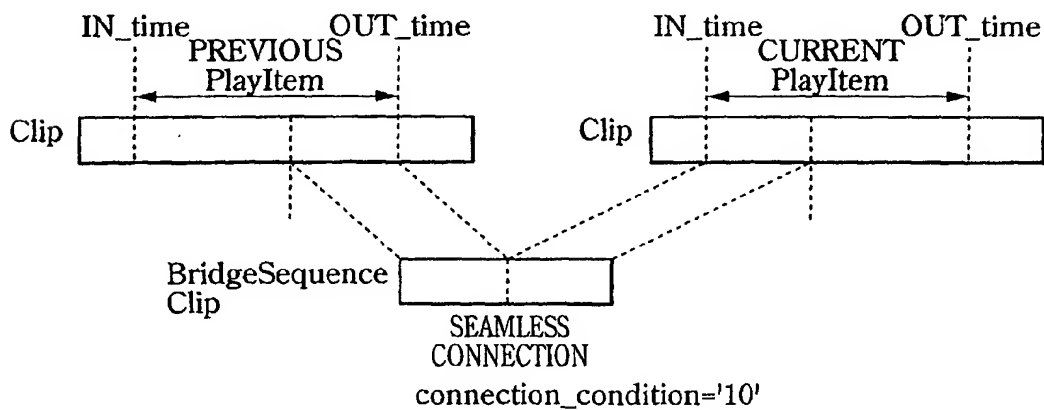 IN_time
OUT_time
PREVIOUS
PlayItem
Clip
IN_time
OUT_time
CURRENT
PlayItem
Clip
BridgeSequence
Clip
SEAMLESS
CONNECTION
connection_condition='10'